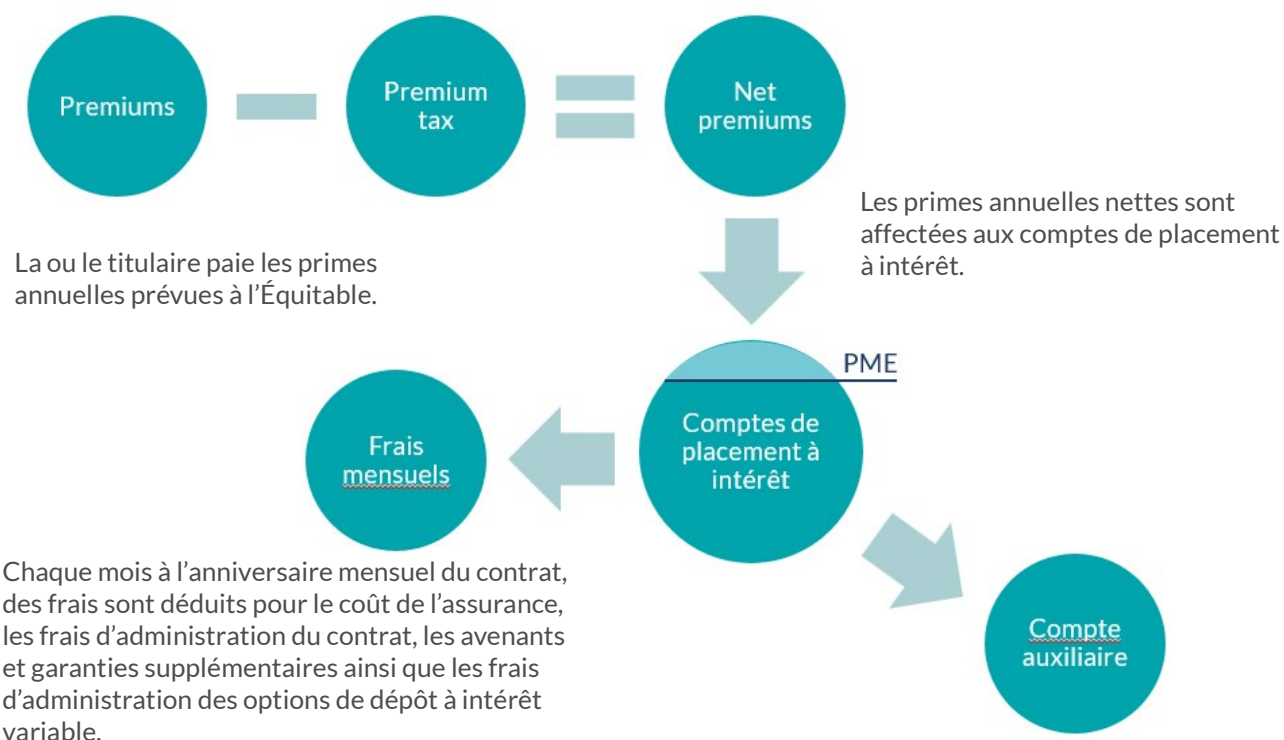 Premiums
Premium
tax
Net
premiums
La ou le titulaire paie les primes
annuelles prévues à l’Équitable.
Les primes annuelles nettes sont
affectées aux comptes de placement
à intérêt.
PME
Comptes de
placement à
intérêt
Frais
mensuels
Chaque mois à l’anniversaire mensuel du contrat,
des frais sont déduits pour le coût de l’assurance,
les frais d’administration du contrat, les avenants
et garanties supplémentaires ainsi que les frais
d’administration des options de dépôt à intérêt
variable.
Compte
auxiliaire